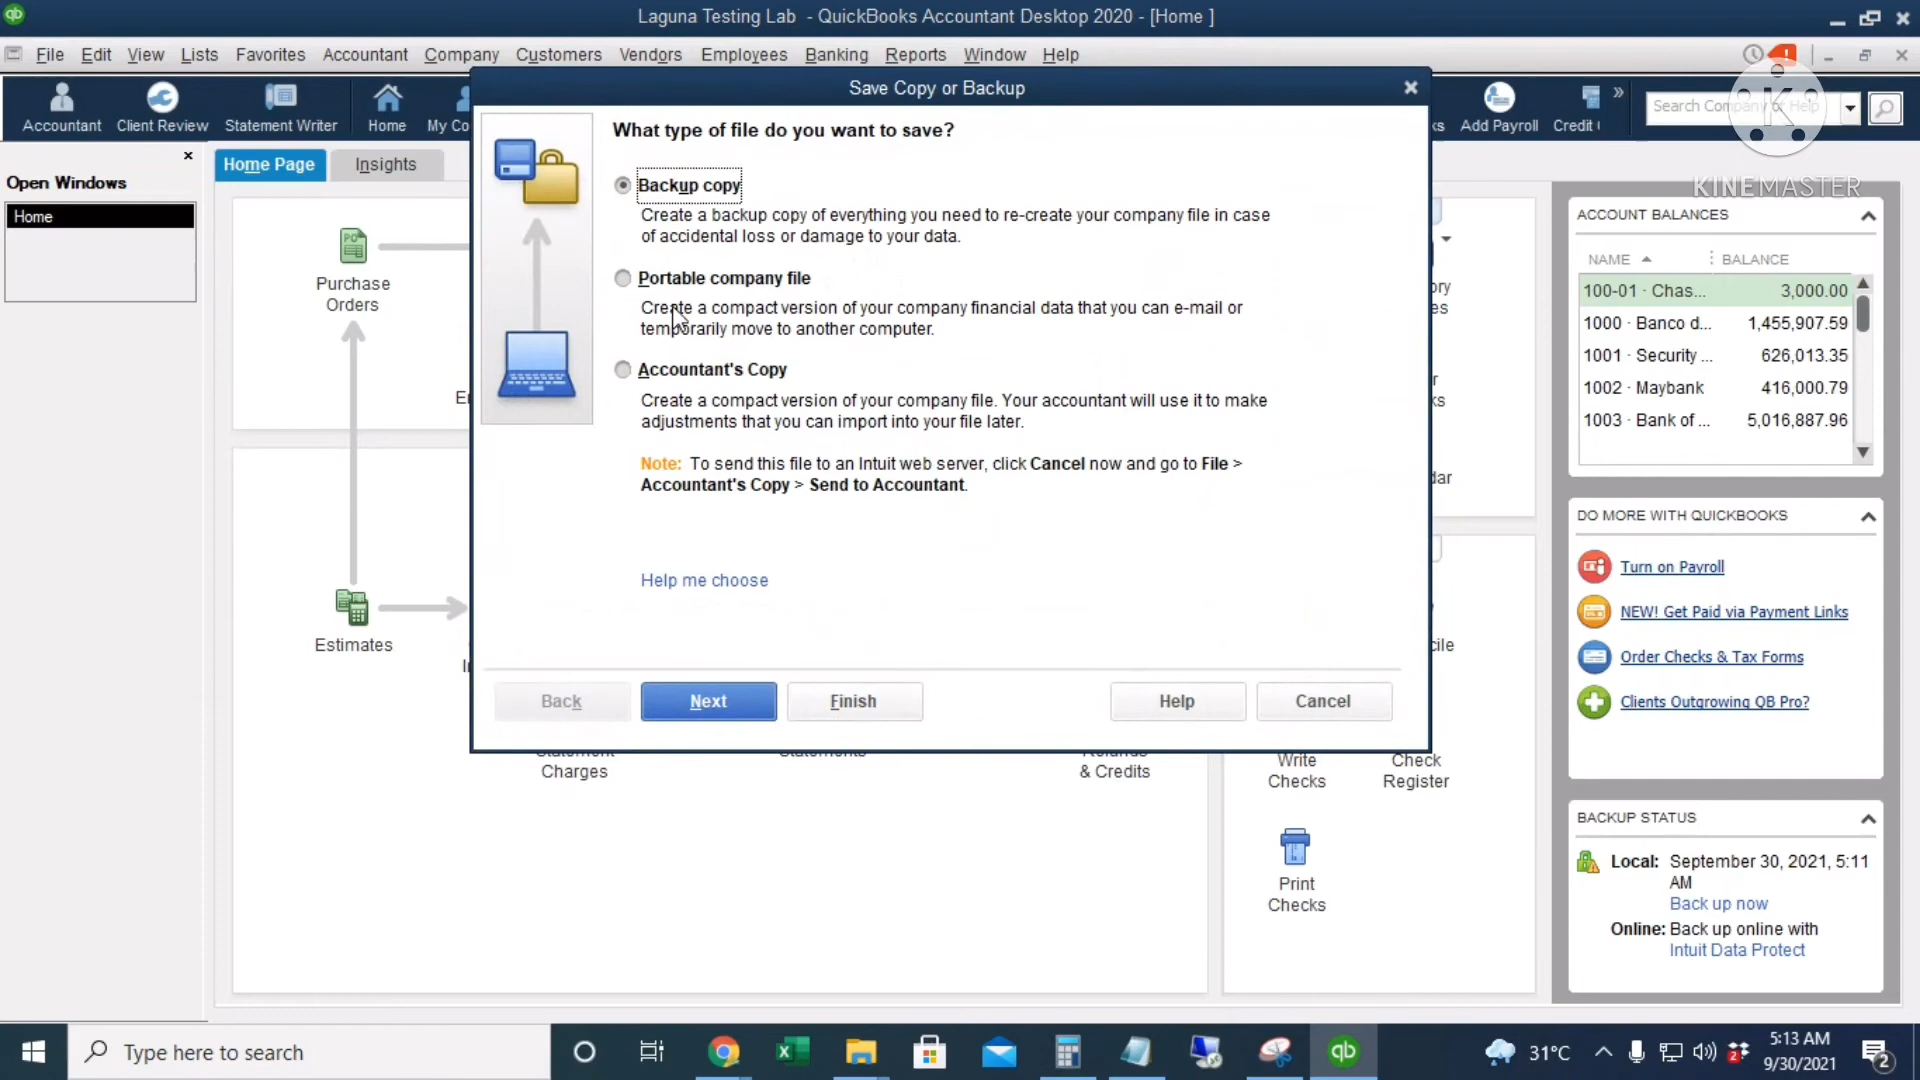 Laguna Testing Lab - QuickBooks Accountant Desktop 2020 - [Home ]
File Edit View Lists Favorites Accountant Company Customers Vendors Employees Banking Reports Window Help
Accountant Client Review Statement Writer Home My Co
Add Payroll Credit
Search Company or Help
K
KINEMASTER
Open Windows
Home
Home Page Insights
Purchase
Orders
Estimates
Statement
Charges
Statements
Refunds
& Credits
Save Copy or Backup
What type of file do you want to save?
Backup copy
Create a backup copy of everything you need to re-create your company file in case
of accidental loss or damage to your data.
Portable company file
Create a compact version of your company financial data that you can e-mail or
temporarily move to another computer.
Accountant's Copy
Create a compact version of your company file. Your accountant will use it to make
adjustments that you can import into your file later.
Note: To send this file to an Intuit web server, click Cancel now and go to File >
Accountant's Copy > Send to Accountant.
Help me choose
Back Next Finish Help Cancel
Write
Checks
Check
Register
Print
Checks
ACCOUNT BALANCES
NAME BALANCE
100-01 · Chas... 3,000.00
1000 · Banco d... 1,455,907.59
1001 · Security ... 626,013.35
1002 · Maybank 416,000.79
1003 · Bank of ... 5,016,887.96
DO MORE WITH QUICKBOOKS
Turn on Payroll
NEW! Get Paid via Payment Links
Order Checks & Tax Forms
Clients Outgrowing QB Pro?
BACKUP STATUS
Local: September 30, 2021, 5:11
AM
Back up now
Online: Back up online with
Intuit Data Protect
Type here to search
31°C
5:13 AM
9/30/2021
2